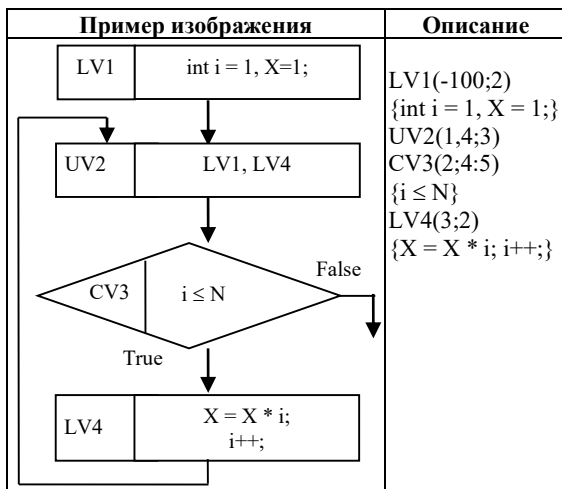 Пример изображения
Описание
LV1
int i = 1, X=1;
UV2
LV1, LV4
CV3
i ≤ N
False
True
LV4
X = X * i;
i++;
LV1(-100;2)
{int i = 1, X = 1;}
UV2(1,4;3)
CV3(2;4:5)
{i ≤ N}
LV4(3;2)
{X = X * i; i++;}